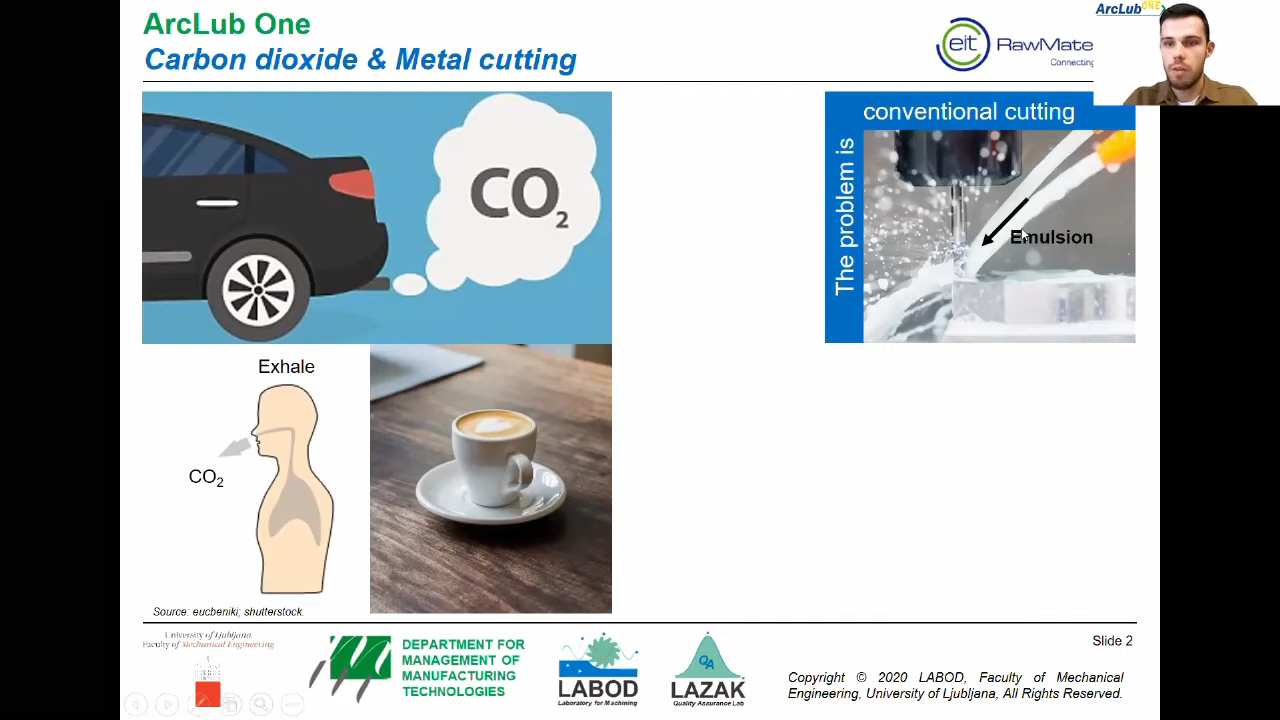 ArcLub One
Carbon dioxide & Metal cutting
eit
RawMate
Connecting
ArcLub ONE
CO2
conventional cutting
The problem is
Emulsion
Exhale
CO2
Source: eucbeniki; shutterstock.
University of Ljubljana
Faculty of Mechanical Engineering
DEPARTMENT FOR
MANAGEMENT OF
MANUFACTURING
TECHNOLOGIES
LABOD
Laboratory for Machining
QA
LAZAK
Quality Assurance Lab
Slide 2
Copyright © 2020 LABOD, Faculty of Mechanical
Engineering, University of Ljubljana, All Rights Reserved.